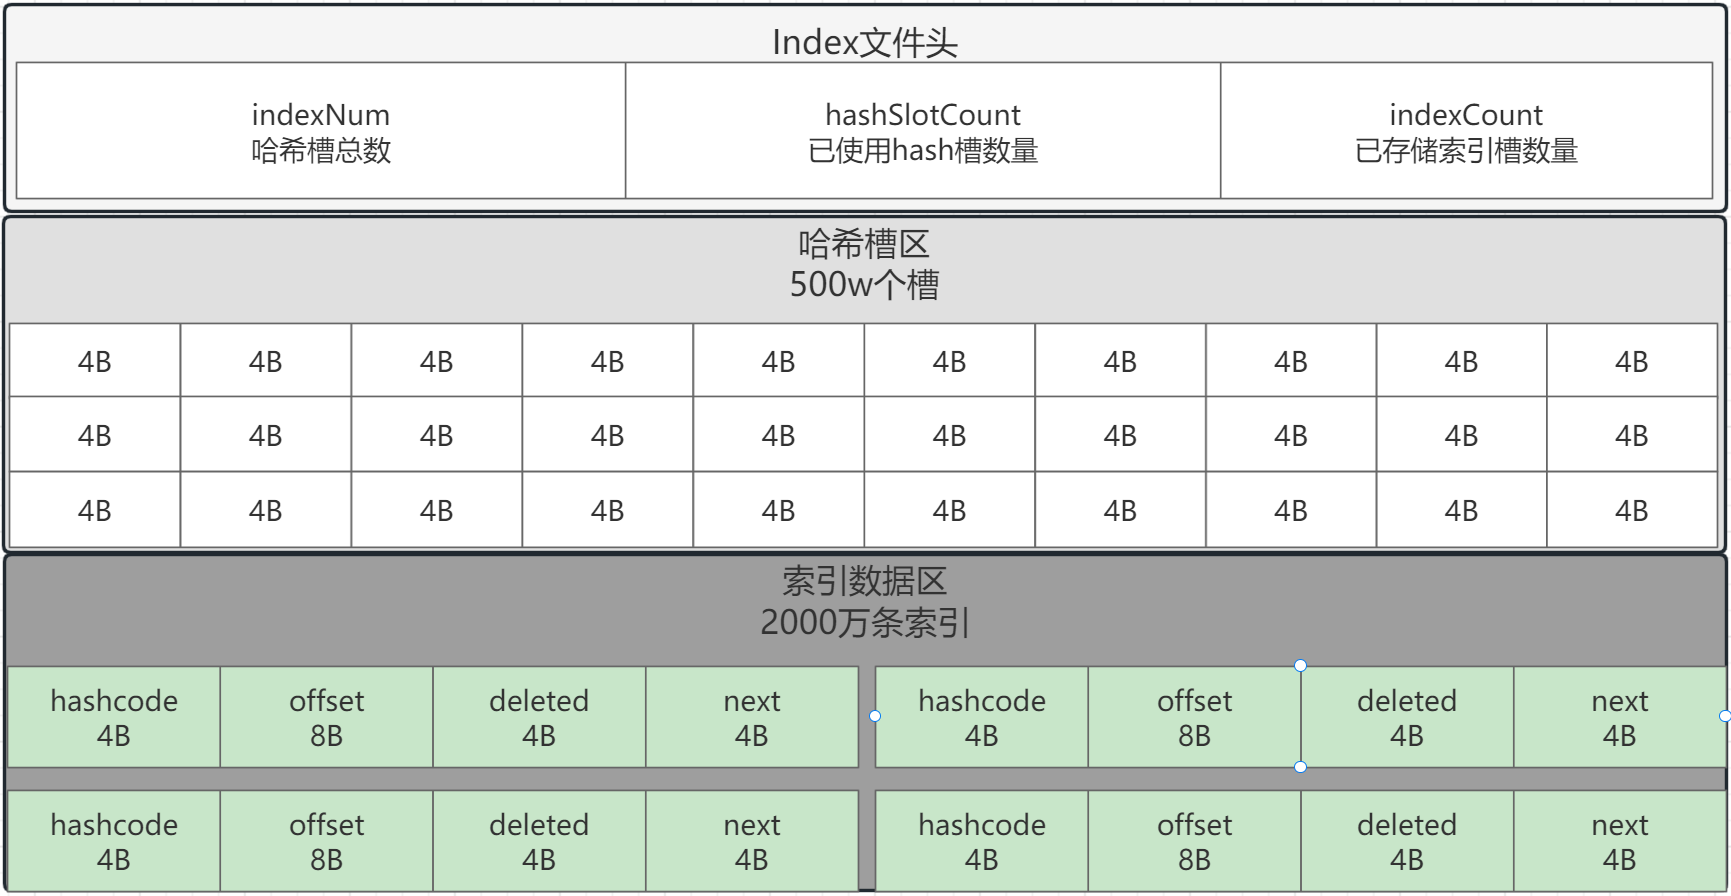 Index文件头
indexNum
哈希槽总数
hashSlotCount
已使用hash槽数量
indexCount
已存储索引槽数量
哈希槽区
500w个槽
4B 4B 4B 4B 4B 4B 4B 4B 4B 4B
4B 4B 4B 4B 4B 4B 4B 4B 4B 4B
4B 4B 4B 4B 4B 4B 4B 4B 4B 4B
索引数据区
2000万条索引
hashcode offset deleted next hashcode offset deleted next
4B 8B 4B 4B 4B 8B 4B 4B
hashcode offset deleted next hashcode offset deleted next
4B 8B 4B 4B 4B 8B 4B 4B